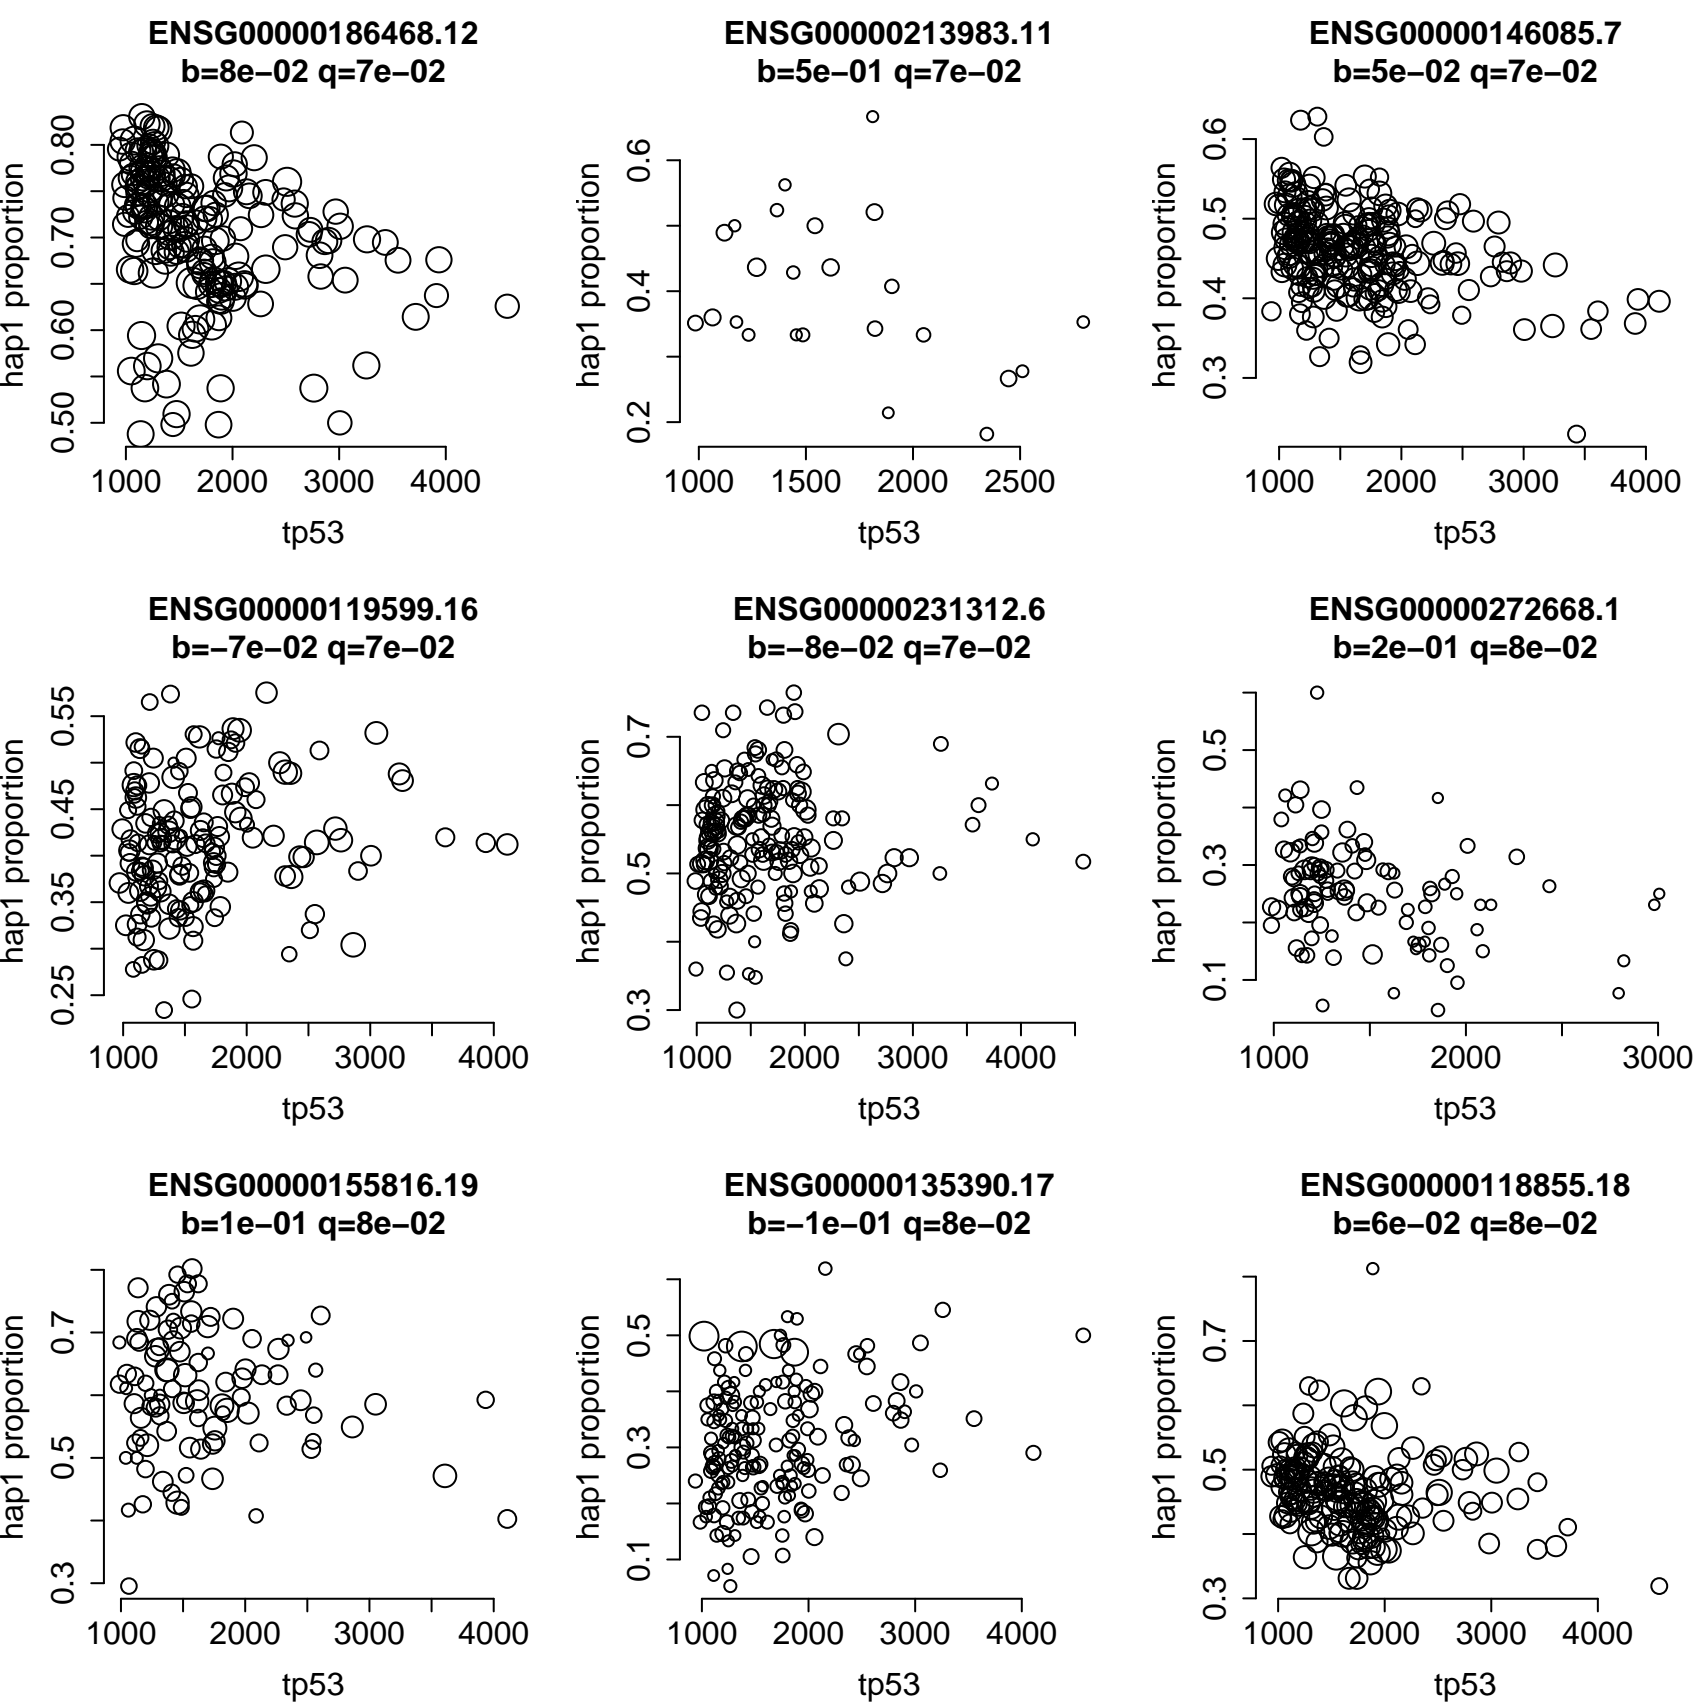 ENSG00000186468.12
b=8e−02 q=7e−02
hap1 proportion
0.50 0.60 0.70 0.80
1000 2000 3000 4000
tp53
ENSG00000213983.11
b=5e−01 q=7e−02
hap1 proportion
0.2 0.4 0.6
1000 1500 2000 2500
tp53
ENSG00000146085.7
b=5e−02 q=7e−02
hap1 proportion
0.3 0.4 0.5 0.6
1000 2000 3000 4000
tp53
ENSG00000119599.16
b=−7e−02 q=7e−02
hap1 proportion
0.25 0.35 0.45 0.55
1000 2000 3000 4000
tp53
ENSG00000231312.6
b=−8e−02 q=7e−02
hap1 proportion
0.3 0.5 0.7
1000 2000 3000 4000
tp53
ENSG00000272668.1
b=2e−01 q=8e−02
hap1 proportion
0.1 0.3 0.5
1000 2000 3000
tp53
ENSG00000155816.19
b=1e−01 q=8e−02
hap1 proportion
0.3 0.5 0.7
1000 2000 3000 4000
tp53
ENSG00000135390.17
b=−1e−01 q=8e−02
hap1 proportion
0.1 0.3 0.5
1000 2000 3000 4000
tp53
ENSG00000118855.18
b=6e−02 q=8e−02
hap1 proportion
0.3 0.5 0.7
1000 2000 3000 4000
tp53